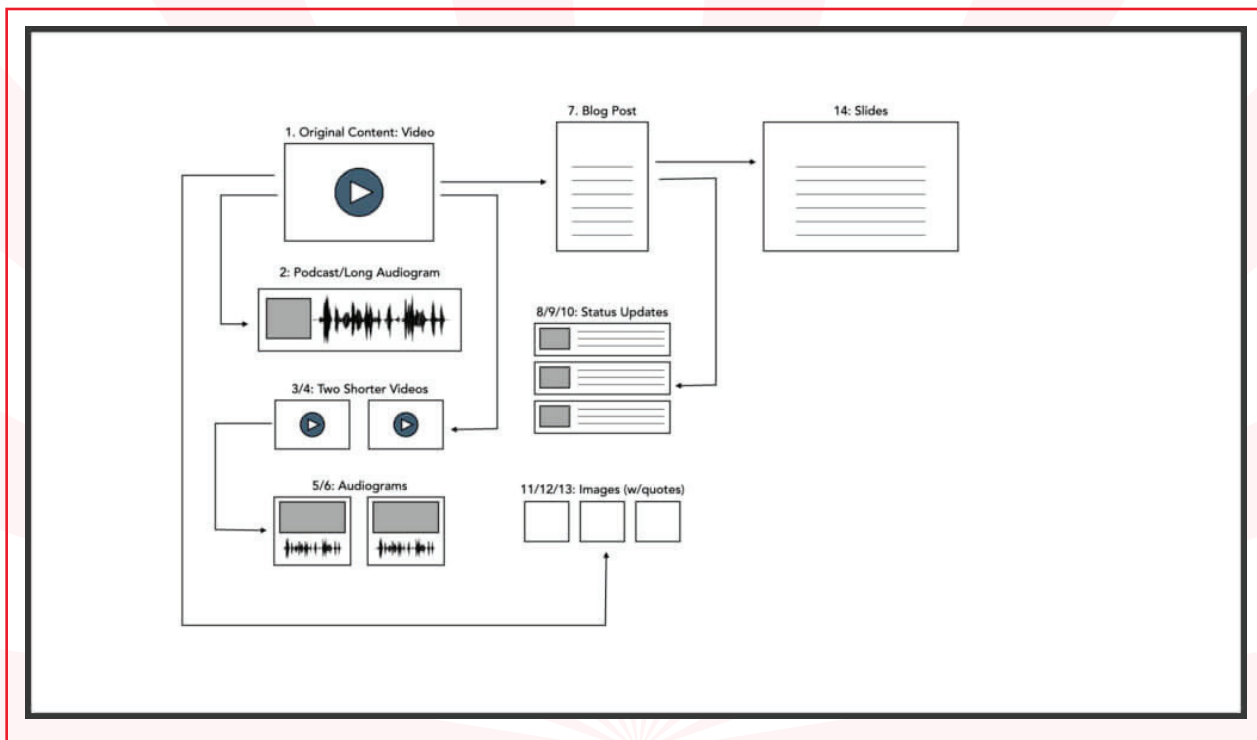 1. Original Content: Video
7. Blog Post
14: Slides
2: Podcast/Long Audiogram
8/9/10: Status Updates
3/4: Two Shorter Videos
5/6: Audiograms
11/12/13: Images (w/quotes)